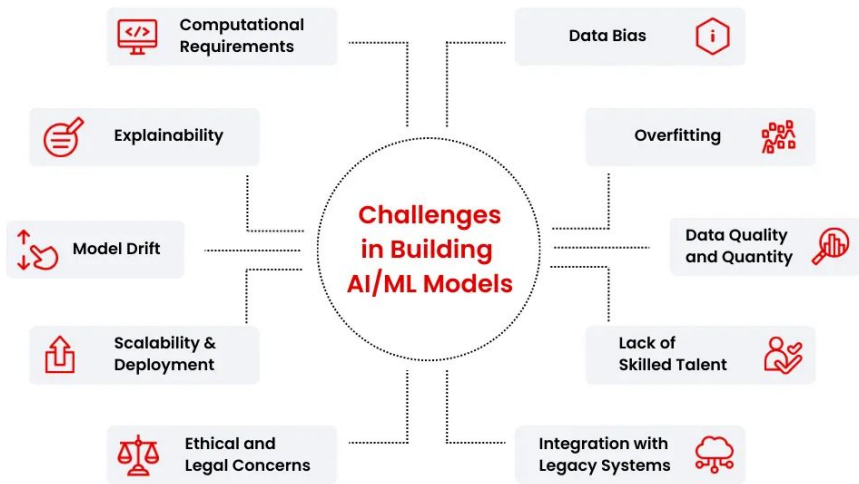 Computational
Requirements
Data Bias
Explainability
Overfitting
Challenges
in Building
AI/ML Models
Model Drift
Data Quality
and Quantity
Scalability &
Deployment
Lack of
Skilled Talent
Ethical and
Legal Concerns
Integration with
Legacy Systems